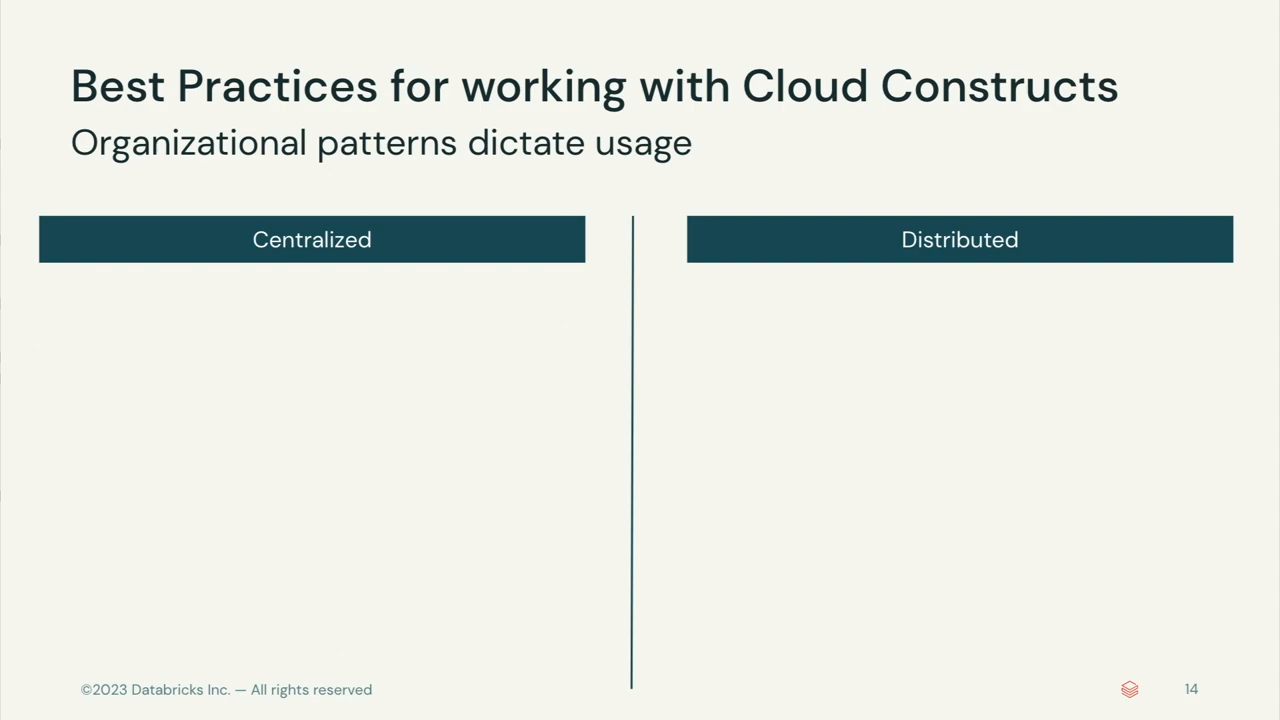 Best Practices for working with Cloud Constructs
Organizational patterns dictate usage
Centralized
Distributed
©2023 Databricks Inc. — All rights reserved
14